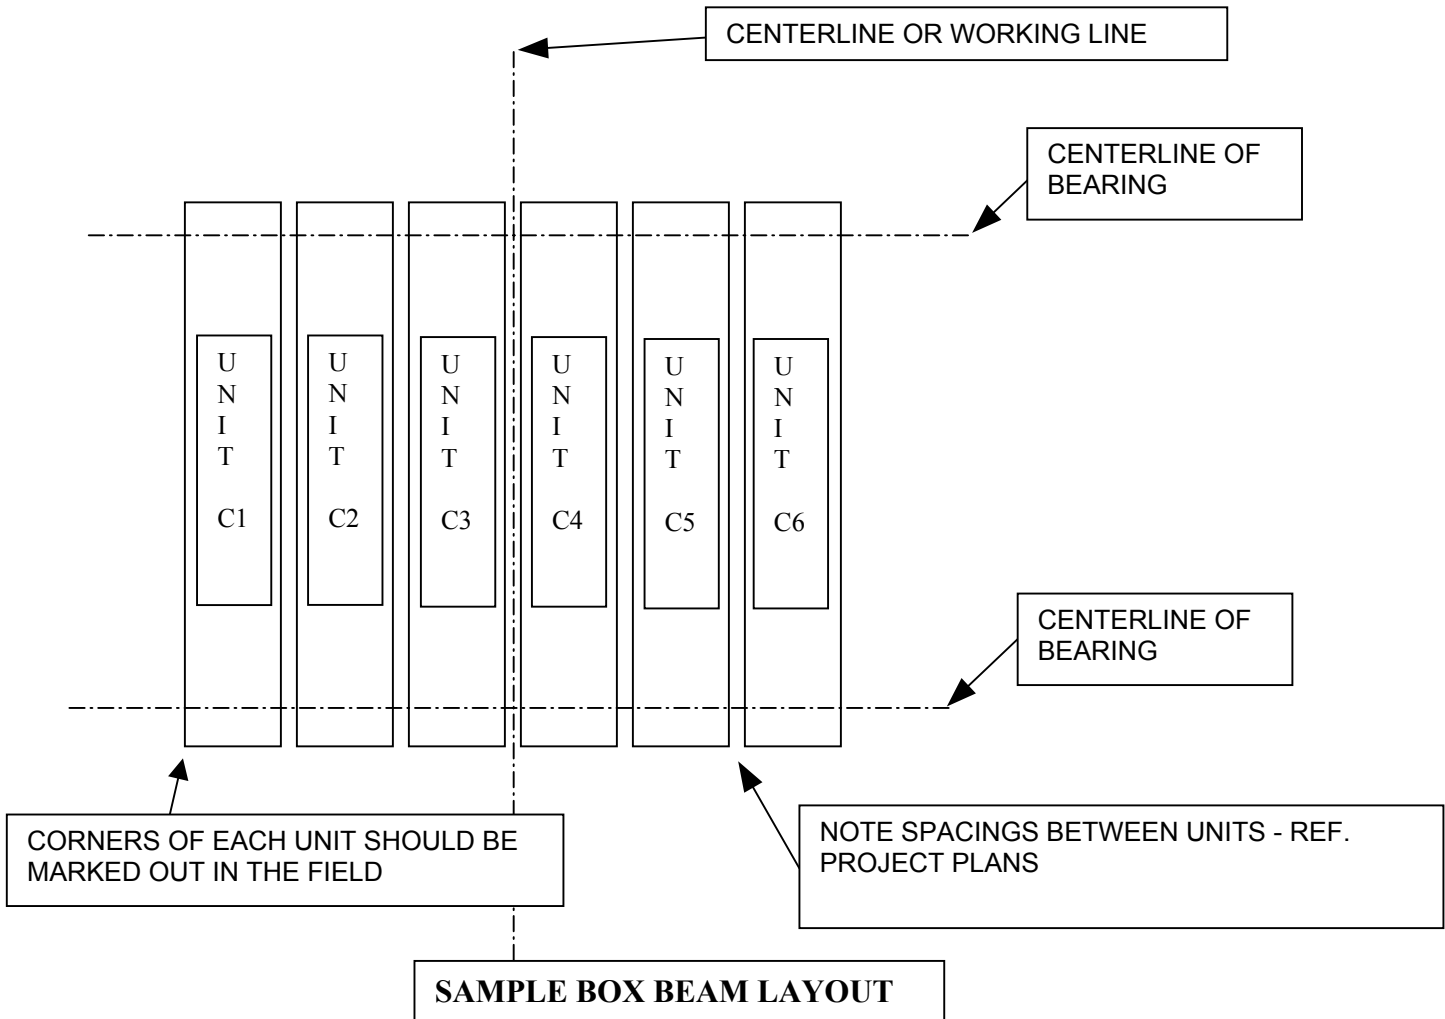 CENTERLINE OR WORKING LINE
CENTERLINE OF
BEARING
U
N
I
T
C1
U
N
I
T
C2
U
N
I
T
C3
U
N
I
T
C4
U
N
I
T
C5
U
N
I
T
C6
CENTERLINE OF
BEARING
CORNERS OF EACH UNIT SHOULD BE
MARKED OUT IN THE FIELD
NOTE SPACINGS BETWEEN UNITS - REF.
PROJECT PLANS
SAMPLE BOX BEAM LAYOUT